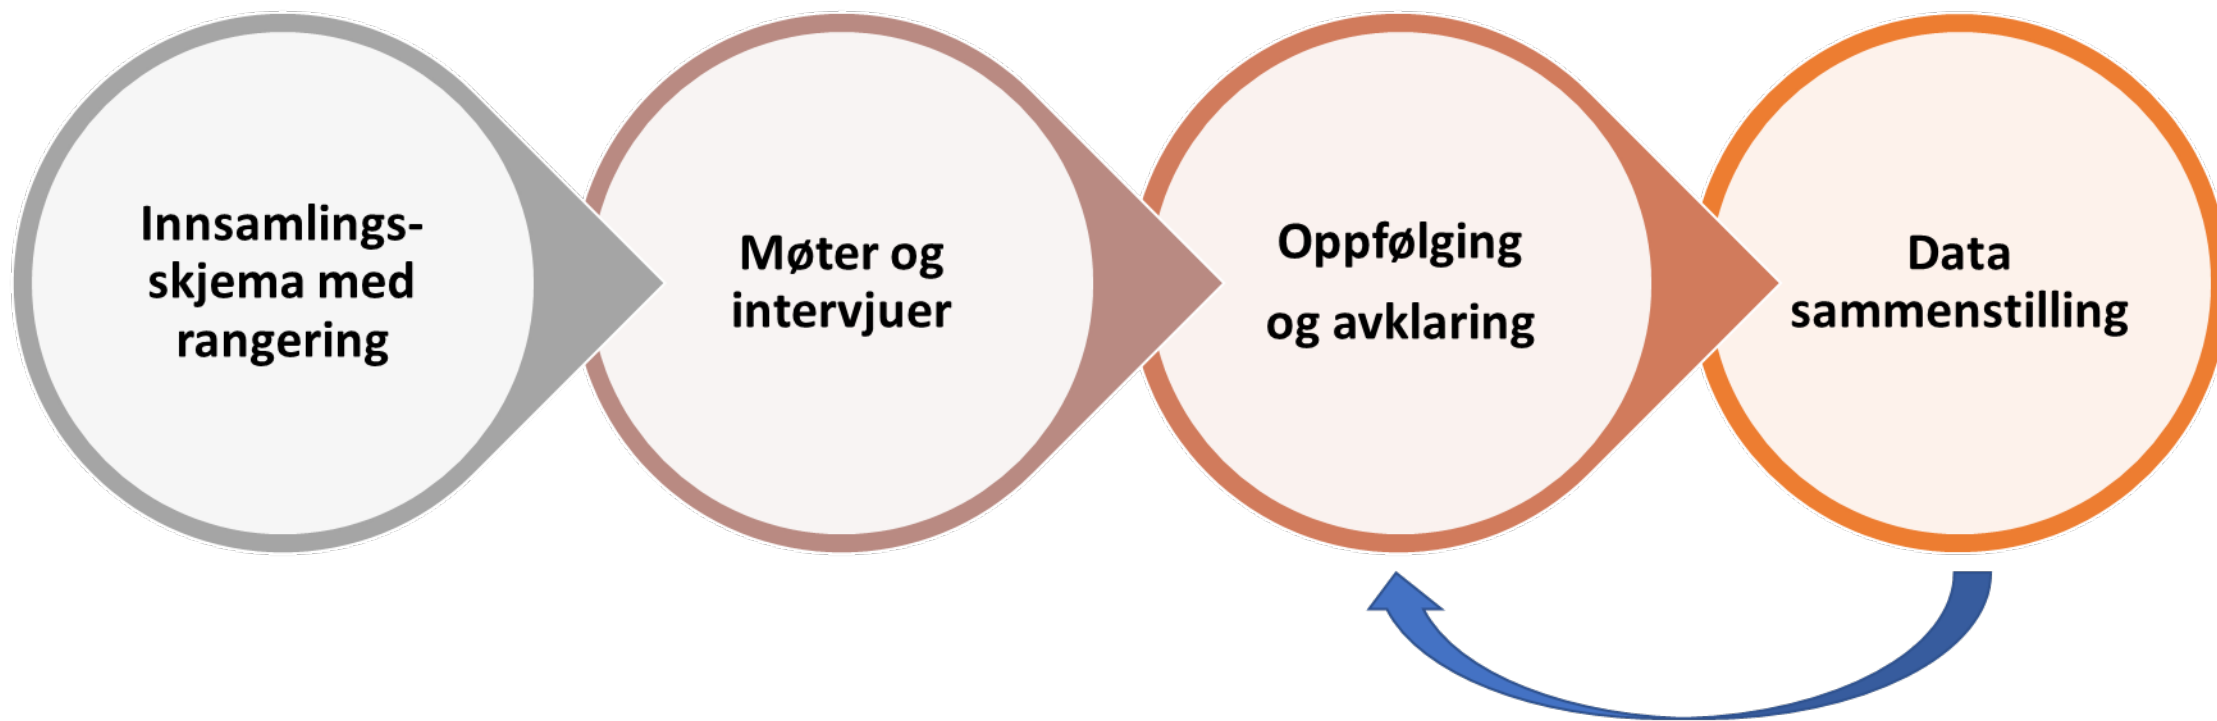 Innsamlings-
skjema med
rangering
Møter og
intervjuer
Oppfølging
og avklaring
Data
sammenstilling